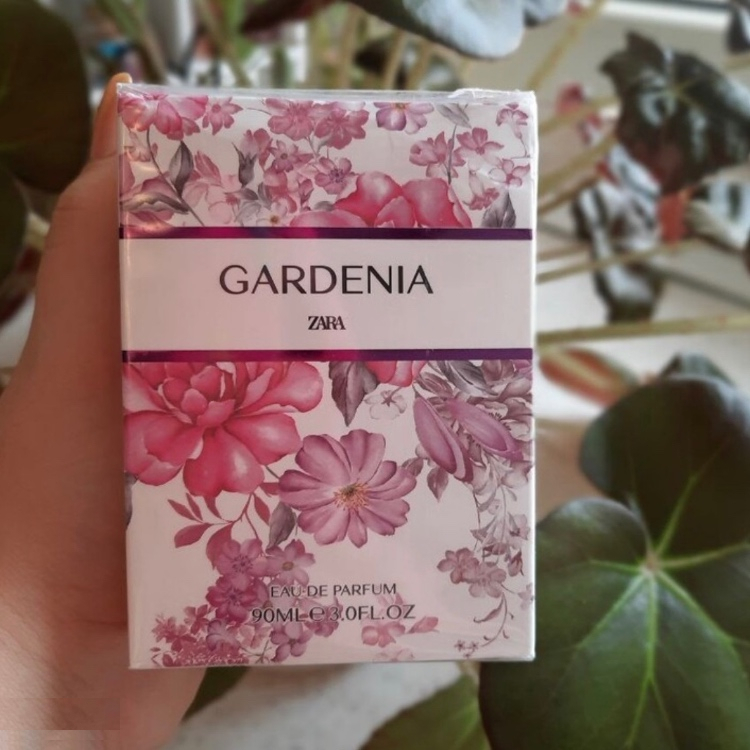 GARDENIA
ZARA
EAU DE PARFUM
90ML℮3.0FL.OZ